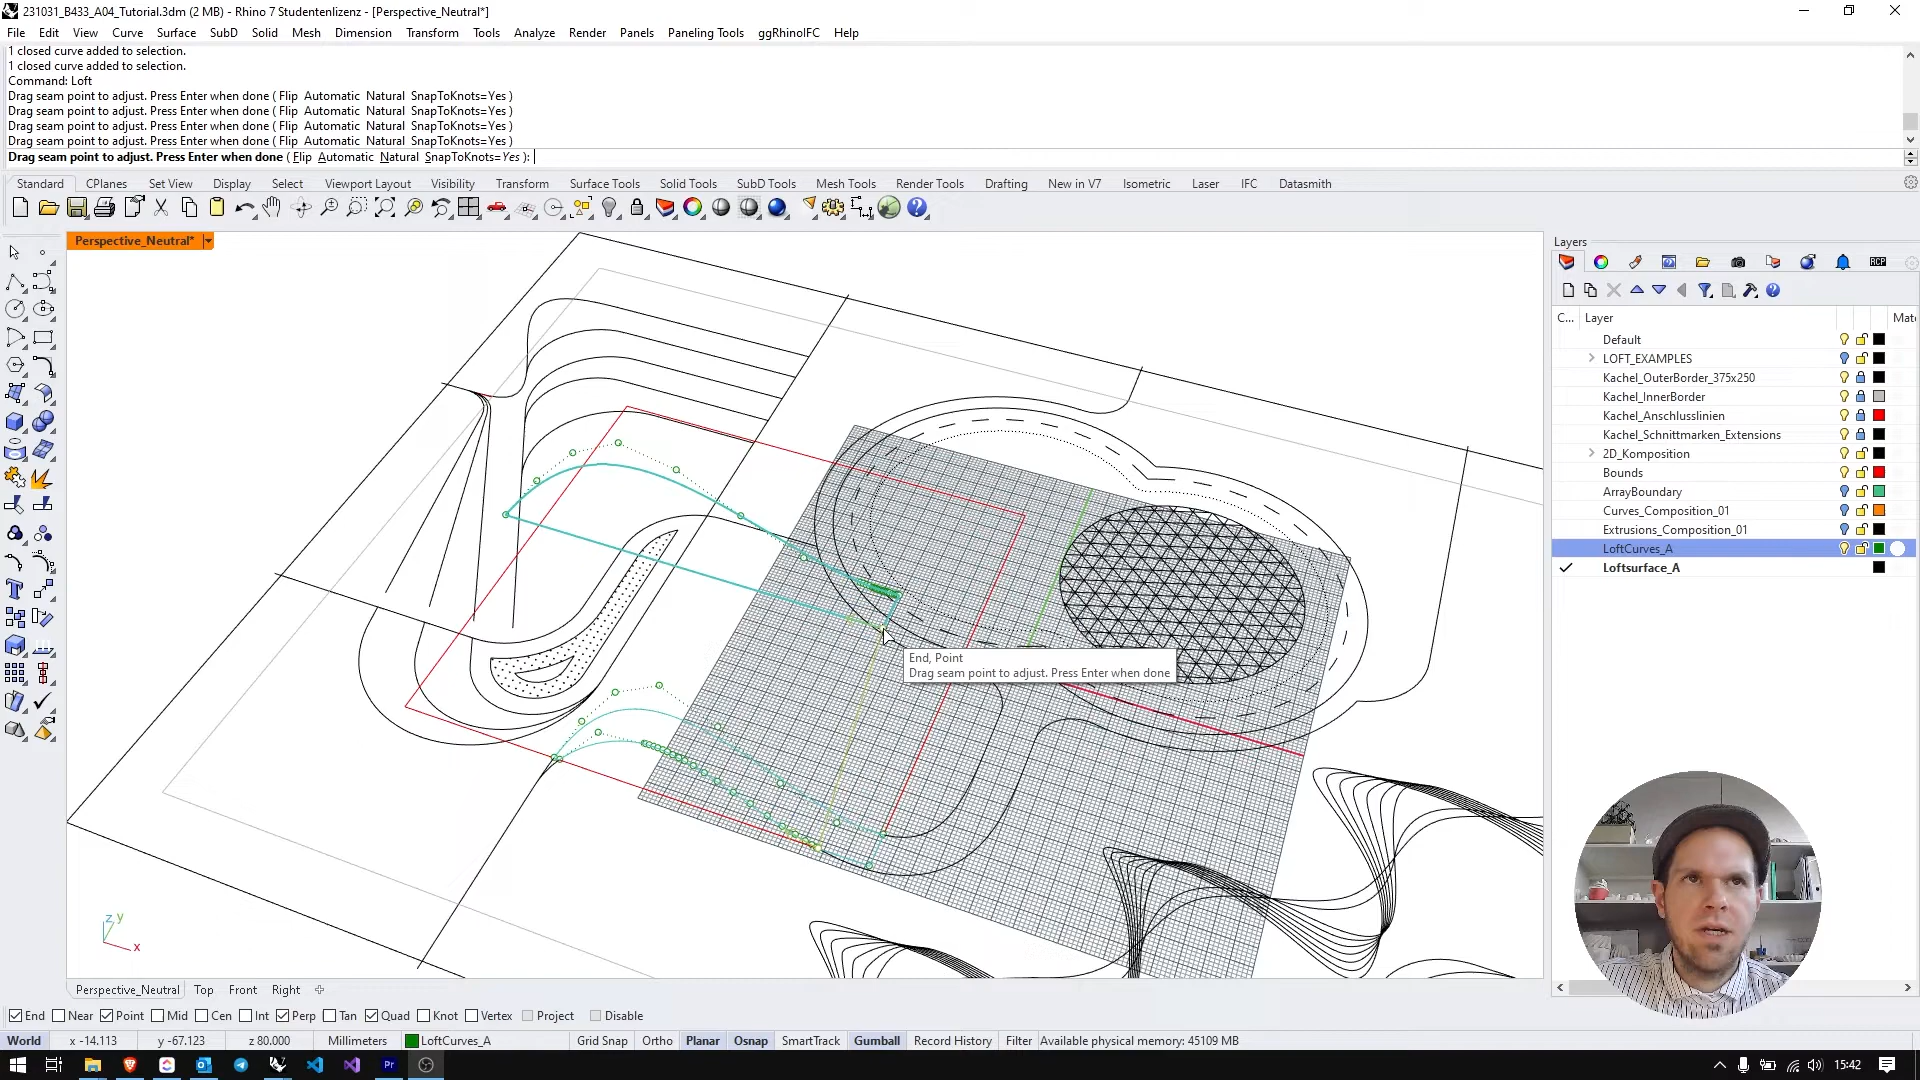 231031_B433_A04_Tutorial.3dm (2 MB) - Rhino 7 Studentenlizenz - [Perspective_Neutral*]
File Edit View Curve Surface SubD Solid Mesh Dimension Transform Tools Analyze Render Panels Paneling Tools ggRhinoIFC Help
1 closed curve added to selection.
1 closed curve added to selection.
Command: Loft
Drag seam point to adjust. Press Enter when done ( Flip Automatic Natural SnapToKnots=Yes )
Drag seam point to adjust. Press Enter when done ( Flip Automatic Natural SnapToKnots=Yes )
Drag seam point to adjust. Press Enter when done ( Flip Automatic Natural SnapToKnots=Yes )
Drag seam point to adjust. Press Enter when done ( Flip Automatic Natural SnapToKnots=Yes )
Drag seam point to adjust. Press Enter when done ( Flip Automatic Natural SnapToKnots=Yes ):
Standard CPlanes Set View Display Select Viewport Layout Visibility Transform Surface Tools Solid Tools SubD Tools Mesh Tools Render Tools Drafting New in V7 Isometric Laser IFC Datasmith
Perspective_Neutral*
Layers
RCP
C... Layer Mate
Default
LOFT_EXAMPLES
Kachel_OuterBorder_375x250
Kachel_InnerBorder
Kachel_Anschlusslinien
Kachel_Schnittmarken_Extensions
2D_Komposition
Bounds
ArrayBoundary
Curves_Composition_01
Extrusions_Composition_01
LoftCurves_A
Loftsurface_A
End, Point
Drag seam point to adjust. Press Enter when done
z y
x
Perspective_Neutral Top Front Right
End Near Point Mid Cen Int Perp Tan Quad Knot Vertex Project Disable
World x -14.113 y -67.123 z 80.000 Millimeters LoftCurves_A Grid Snap Ortho Planar Osnap SmartTrack Gumball Record History Filter Available physical memory: 45109 MB
Pr 15:42